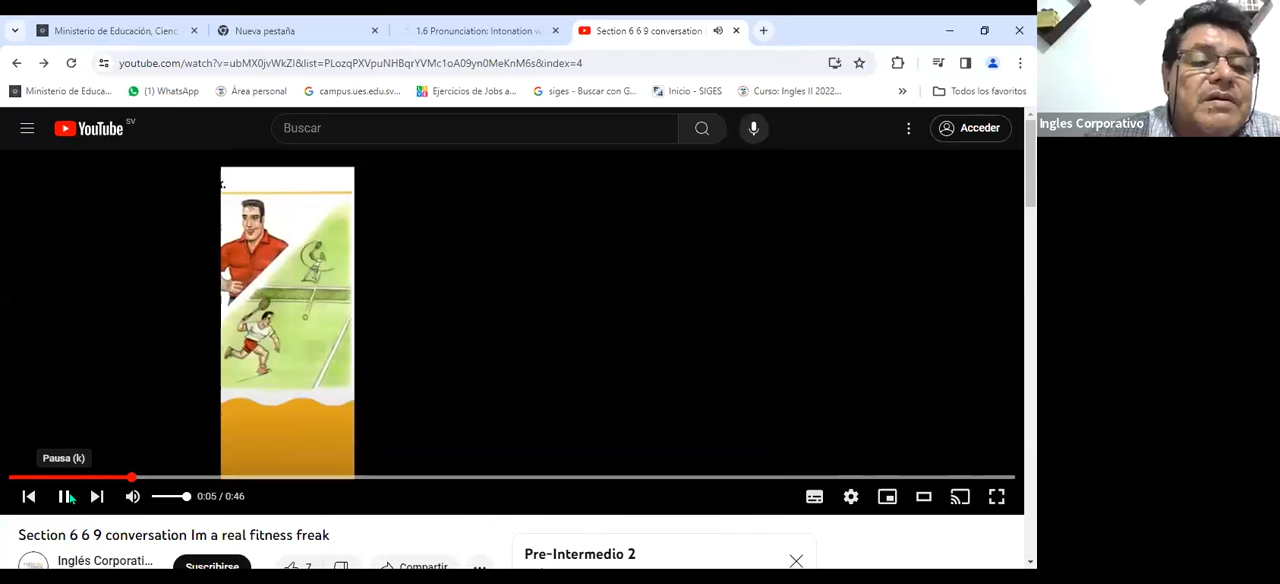 Ministerio de Educación, Cienc
Nueva pestaña
1.6 Pronunciation: Intonation w
Section 6 6 9 conversation
youtube.com/watch?v=ubMX0jvWkZI&list=PLozqPXVpuNHBqrYVMc1oA09yn0MeKnM6s&index=4
Ministerio de Educa...
(1) WhatsApp
Área personal
campus.ues.edu.sv...
Ejercicios de Jobs a...
siges - Buscar con G...
Inicio - SIGES
Curso: Ingles II 2022...
Todos los favoritos
YouTube SV
Buscar
Acceder
Ingles Corporativo
Pausa (k)
0:05 / 0:46
Section 6 6 9 conversation Im a real fitness freak
Pre-Intermedio 2
Inglés Corporati...
Suscribirse
7
Compartir